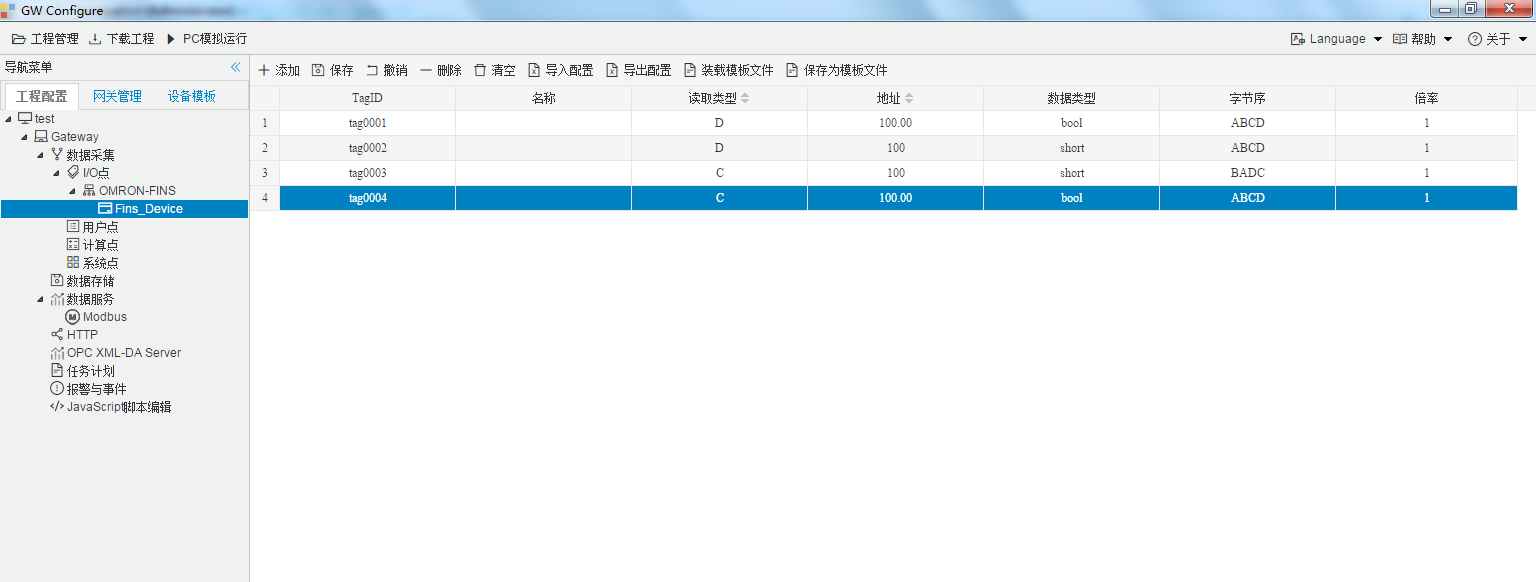 GW Configure
工程管理 下载工程 PC模拟运行 Language 帮助 关于
导航菜单
添加 保存 撤销 删除 清空 导入配置 导出配置 装载模板文件 保存为模板文件
工程配置 网关管理 设备模板
TagID 名称 读取类型 地址 数据类型 字节序 倍率
1 tag0001 D 100.00 bool ABCD 1
2 tag0002 D 100 short ABCD 1
3 tag0003 C 100 short BADC 1
4 tag0004 C 100.00 bool ABCD 1
test
Gateway
数据采集
I/O点
OMRON-FINS
Fins_Device
用户点
计算点
系统点
数据存储
数据服务
Modbus
HTTP
OPC XML-DA Server
任务计划
报警与事件
JavaScript脚本编辑